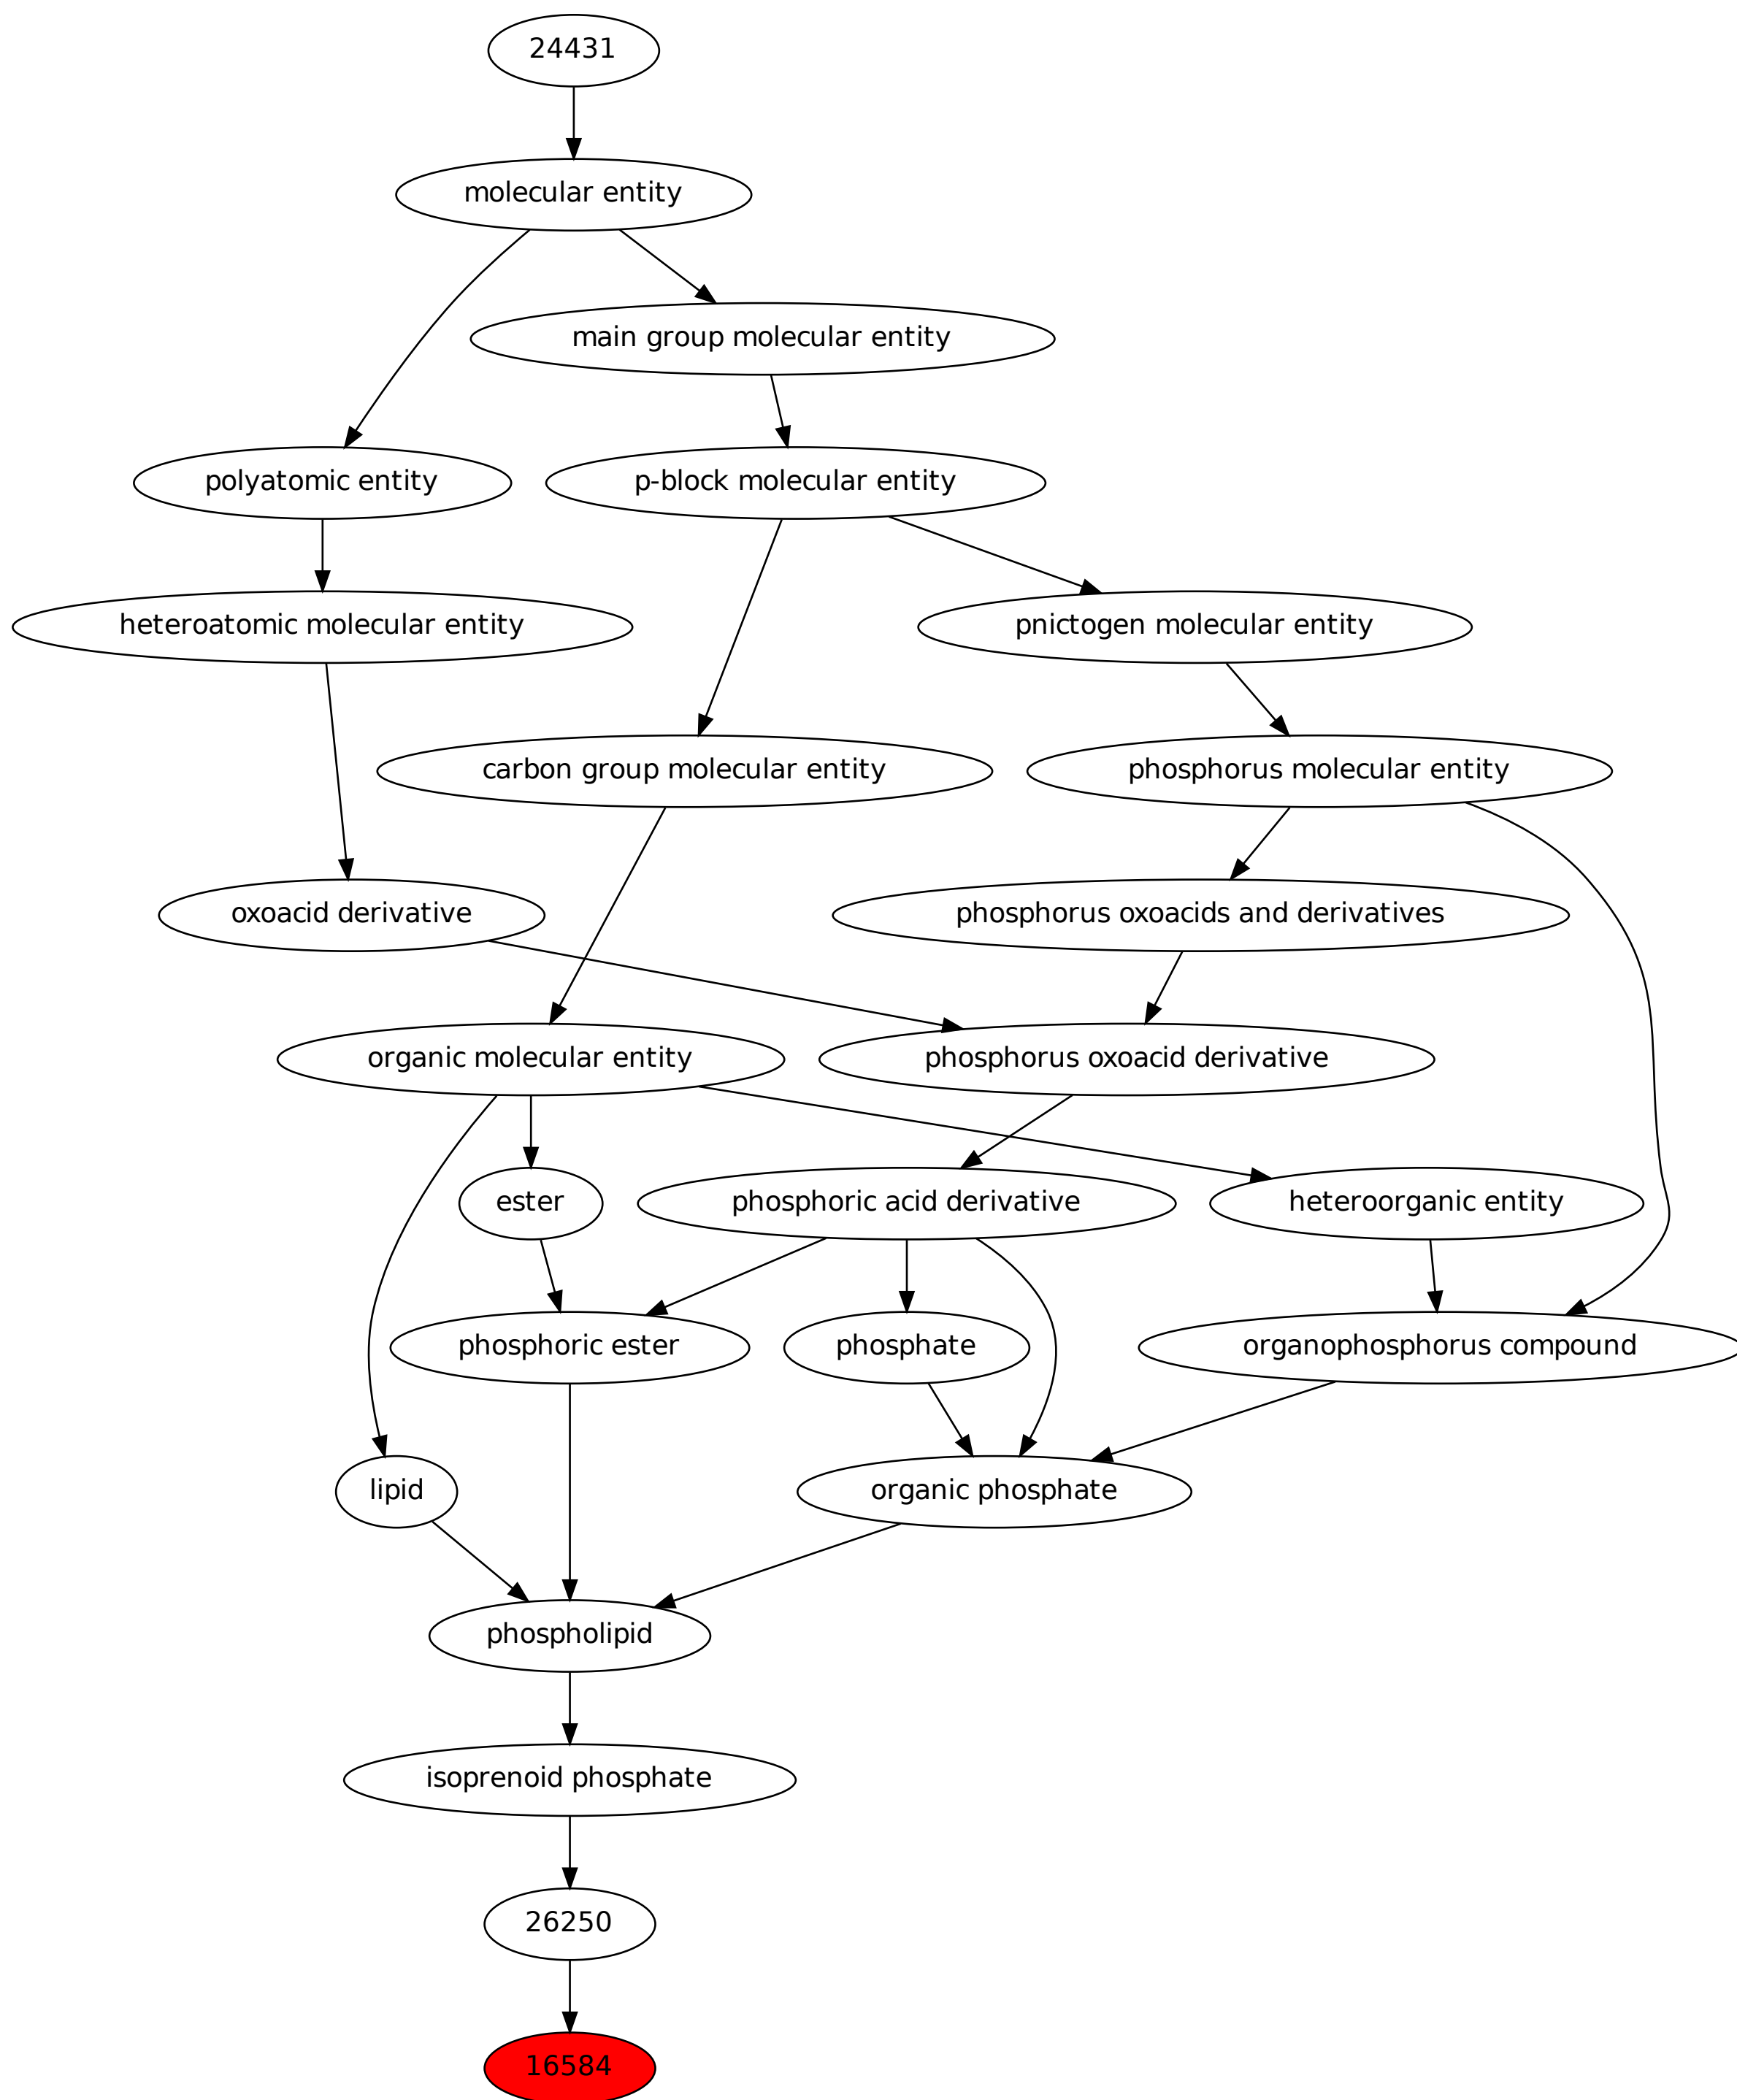 24431
molecular entity
main group molecular entity
polyatomic entity
p-block molecular entity
heteroatomic molecular entity
pnictogen molecular entity
carbon group molecular entity
phosphorus molecular entity
oxoacid derivative
phosphorus oxoacids and derivatives
organic molecular entity
phosphorus oxoacid derivative
ester
phosphoric acid derivative
heteroorganic entity
phosphoric ester
phosphate
organophosphorus compound
lipid
organic phosphate
phospholipid
isoprenoid phosphate
26250
16584